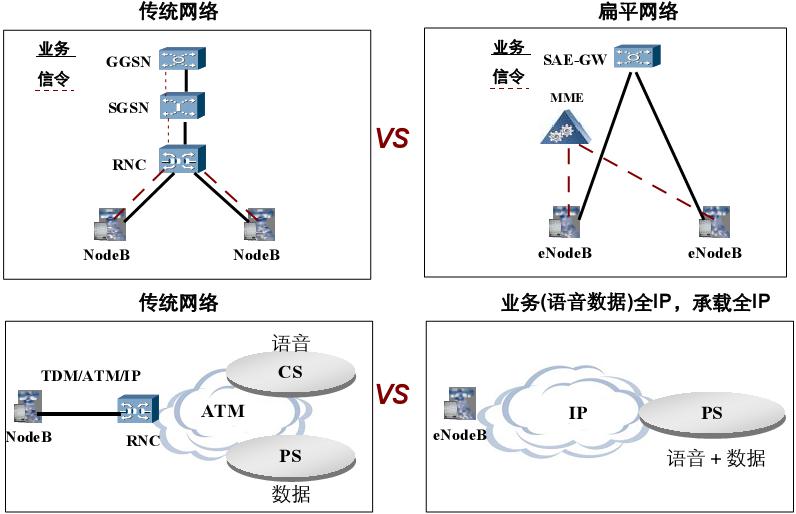 传统网络
扁平网络
业务
信令
GGSN
SGSN
RNC
NodeB
NodeB
VS
业务
信令
SAE-GW
MME
eNodeB
eNodeB
传统网络
业务(语音数据)全IP，承载全IP
TDM/ATM/IP
NodeB
RNC
ATM
语音
CS
PS
数据
VS
eNodeB
IP
PS
语音 + 数据